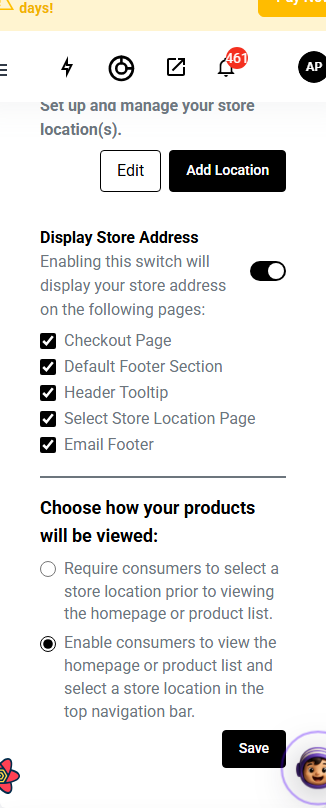 days!
461
AP
Set up and manage your store
location(s).
Edit
Add Location
Display Store Address
Enabling this switch will
display your store address
on the following pages:
Checkout Page
Default Footer Section
Header Tooltip
Select Store Location Page
Email Footer
Choose how your products
will be viewed:
Require consumers to select a
store location prior to viewing
the homepage or product list.
Enable consumers to view the
homepage or product list and
select a store location in the
top navigation bar.
Save